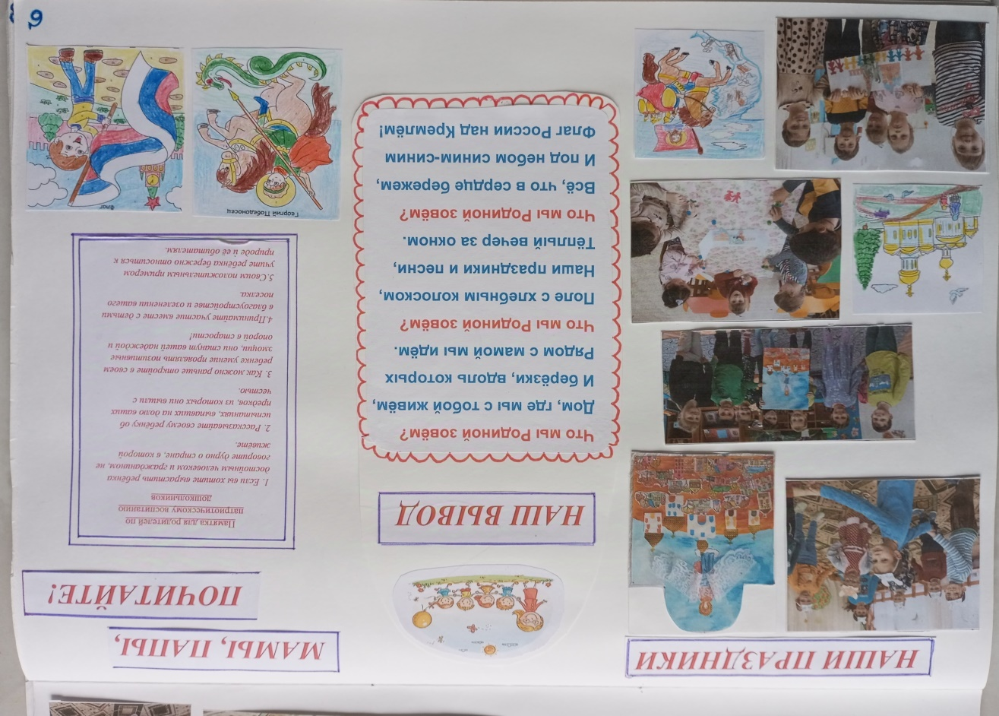 НАШИ ПРАЗДНИКИ
НАШ ВЫВОД
Что мы Родиной зовём?
Дом, где мы с тобой живём,
И берёзки, вдоль которых
Рядом с мамой мы идём.
Что мы Родиной зовём?
Поле с хлебным колоском,
Наши праздники и песни,
Тёплый вечер за окном.
Что мы Родиной зовём?
Всё, что в сердце бережем,
И под небом синим-синим
Флаг России над Кремлём!
МАМЫ, ПАПЫ,
ПОЧИТАЙТЕ!
Памятка для родителей по
патриотическому воспитанию
дошкольников
1. Если вы хотите вырастить ребёнка
достойным человеком и гражданином, не
говорите дурно о стране, в которой
живёте.
2. Рассказывайте своему ребёнку об
испытаниях, выпавших на долю ваших
предков, из которых они вышли с
честью.
3. Как можно раньше откройте в своем
ребенке умение проявлять позитивные
эмоции, они станут вашей надеждой и
опорой в старости!
4.Принимайте участие вместе с детьми
в благоустройстве и озеленении вашего
поселка.
5.Своим положительным примером
учите ребёнка бережно относиться к
природе и её обитателям.
Георгий Победоносец
Флаг